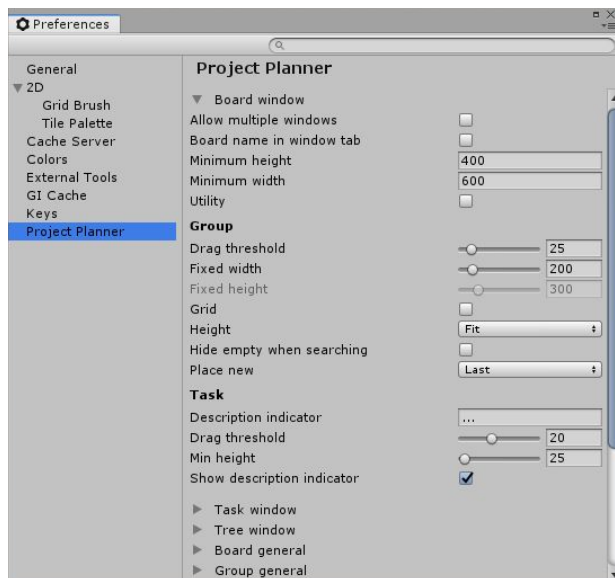 Preferences
General
2D
Grid Brush
Tile Palette
Cache Server
Colors
External Tools
GI Cache
Keys
Project Planner
Project Planner
Board window
Allow multiple windows
Board name in window tab
Minimum height 400
Minimum width 600
Utility
Group
Drag threshold 25
Fixed width 200
Fixed height 300
Grid
Height Fit
Hide empty when searching
Place new Last
Task
Description indicator ...
Drag threshold 20
Min height 25
Show description indicator
Task window
Tree window
Board general
Group general